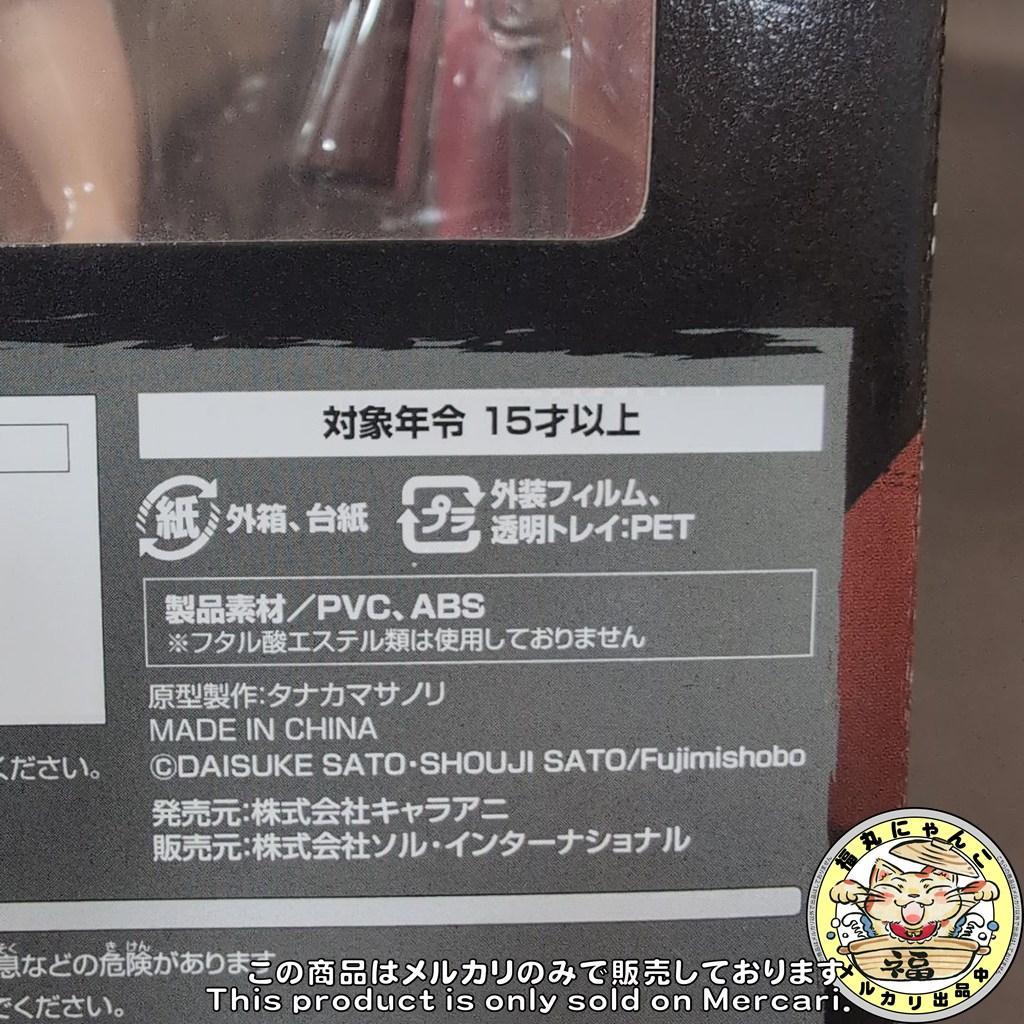 対象年令 15才以上
紙 外箱、台紙
プラ 外装フィルム、
透明トレイ:PET
製品素材／PVC、ABS
※フタル酸エステル類は使用しておりません
原型製作:タナカマサノリ
MADE IN CHINA
©DAISUKE SATO・SHOUJI SATO/Fujimishobo
ください。
発売元:株式会社キャラアニ
販売元:株式会社ソル・インターナショナル
息などの危険があります
ください。
この商品はメルカリのみで販売しております。
This product is only sold on Mercari.
福丸にゃんこ
福
メルカリ出品中